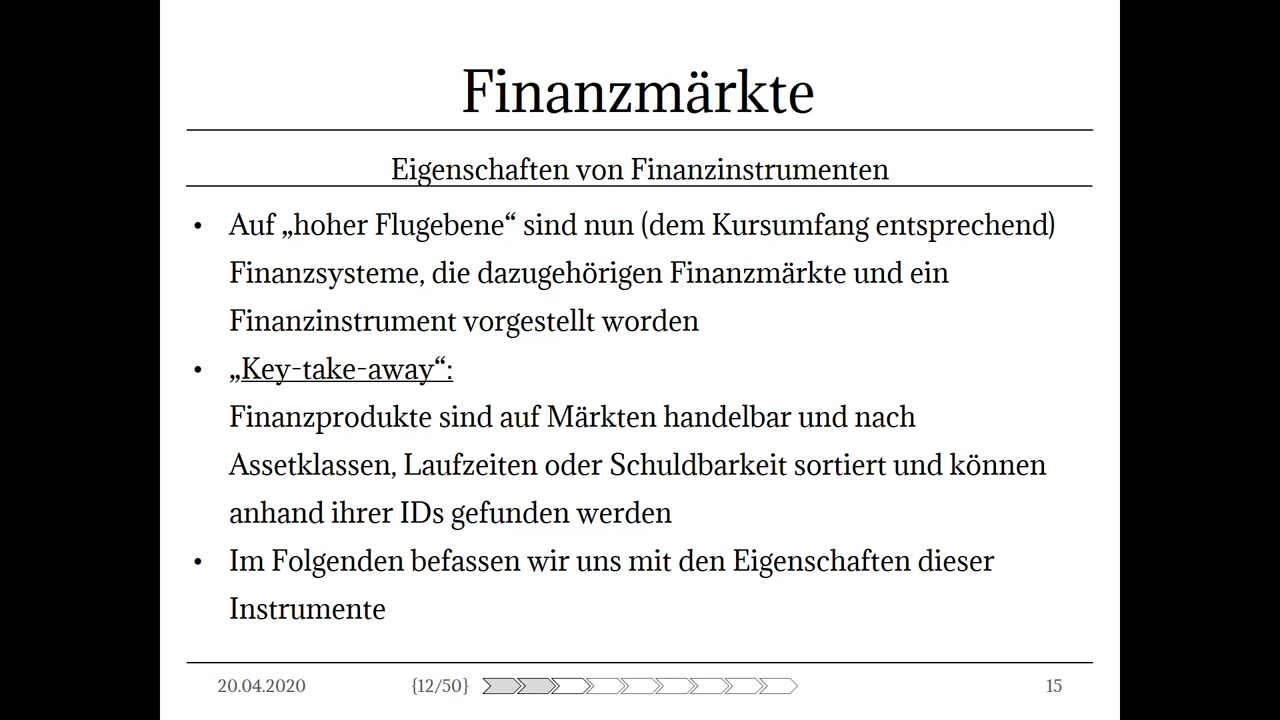 Finanzmärkte
Eigenschaften von Finanzinstrumenten
• Auf „hoher Flugebene“ sind nun (dem Kursumfang entsprechend)
Finanzsysteme, die dazugehörigen Finanzmärkte und ein
Finanzinstrument vorgestellt worden
• „Key-take-away“:
Finanzprodukte sind auf Märkten handelbar und nach
Assetklassen, Laufzeiten oder Schuldbarkeit sortiert und können
anhand ihrer IDs gefunden werden
• Im Folgenden befassen wir uns mit den Eigenschaften dieser
Instrumente
20.04.2020 {12/50} 15